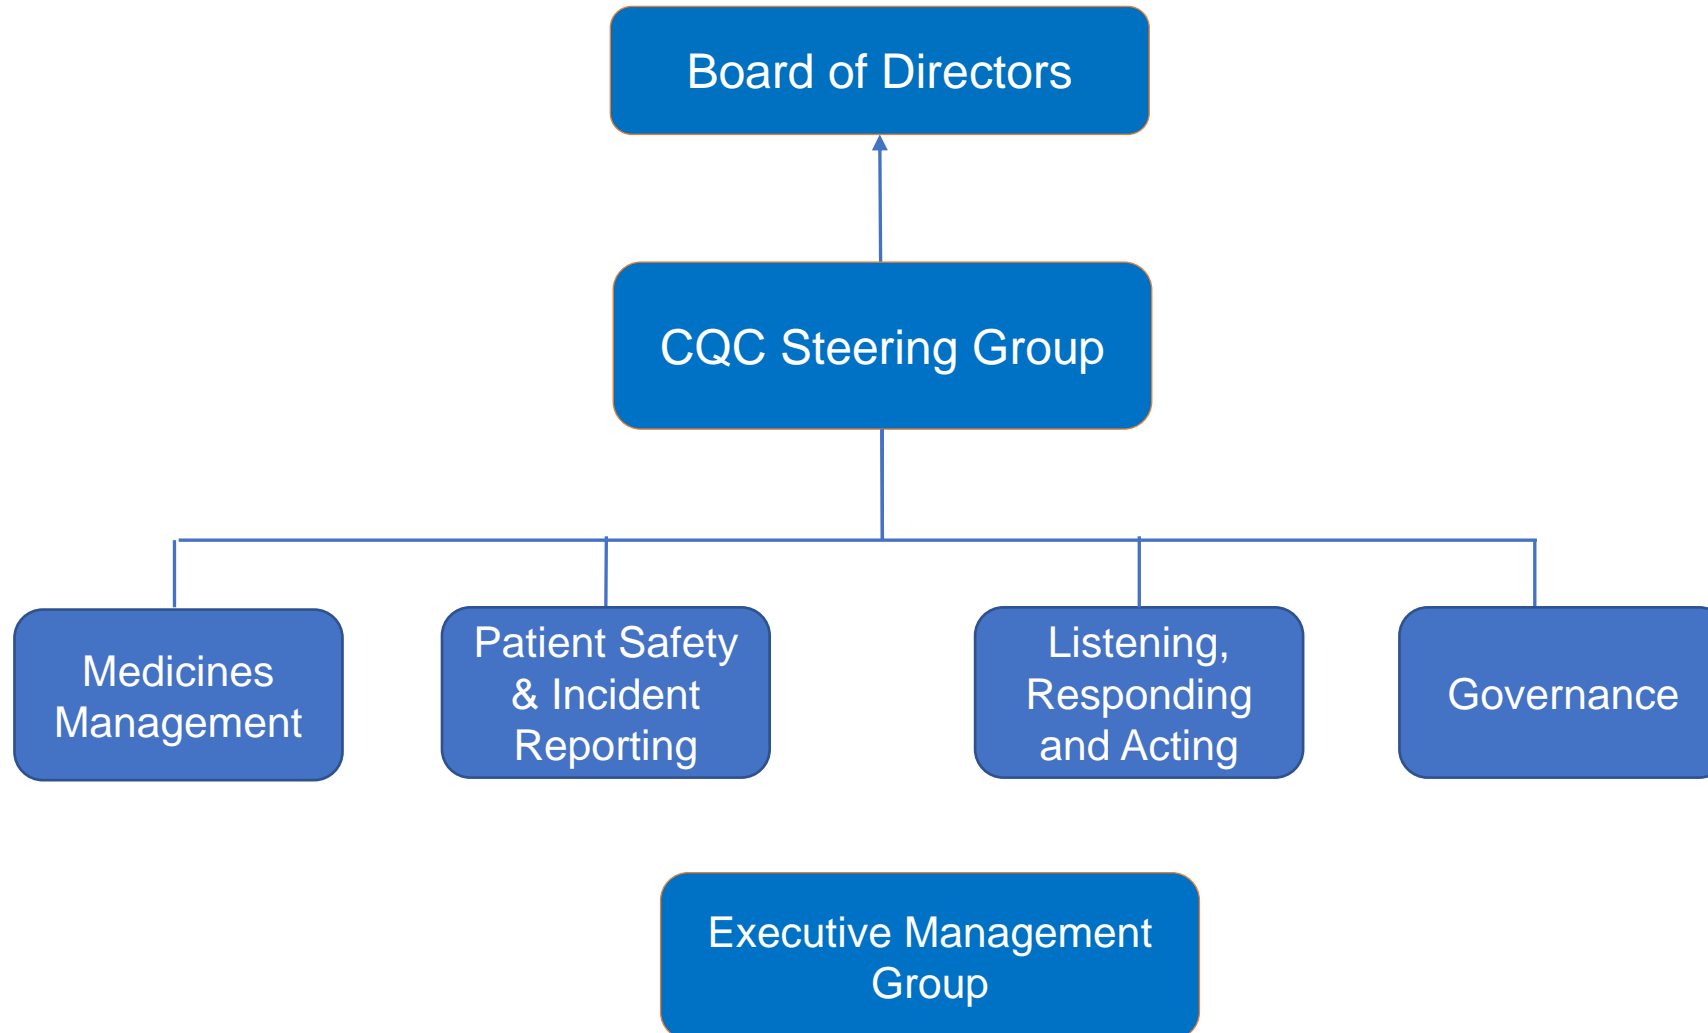 Board of Directors
CQC Steering Group
Medicines
Management
Patient Safety
& Incident
Reporting
Listening,
Responding
and Acting
Governance
Executive Management
Group